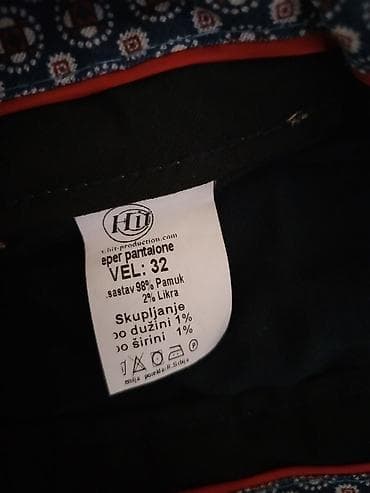 Hit
.hit-production.com
aper pantalone
VEL: 32
.sastav 98% Pamuk
2% Likra
Skupljanje
po dužini 1%
po širini 1%
P